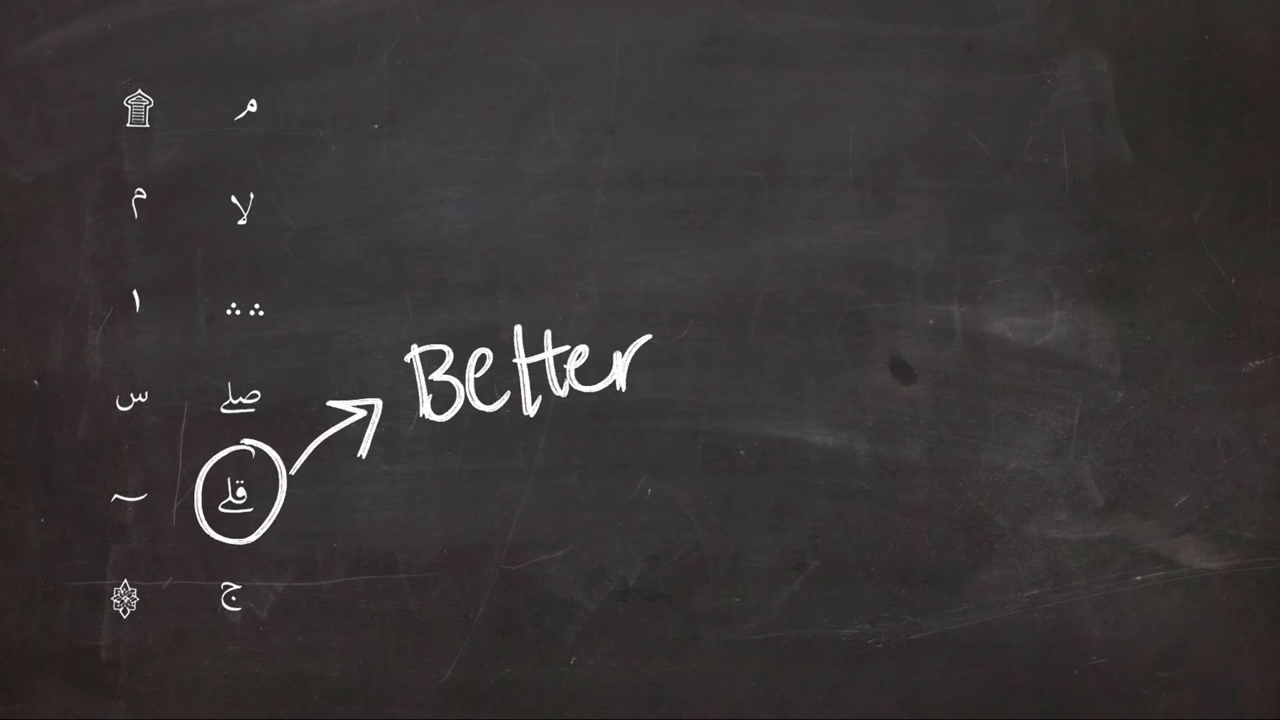 ۩ م
م لا
ا ∴ ∴
س صلے
Better
~ قلے
۞ ج